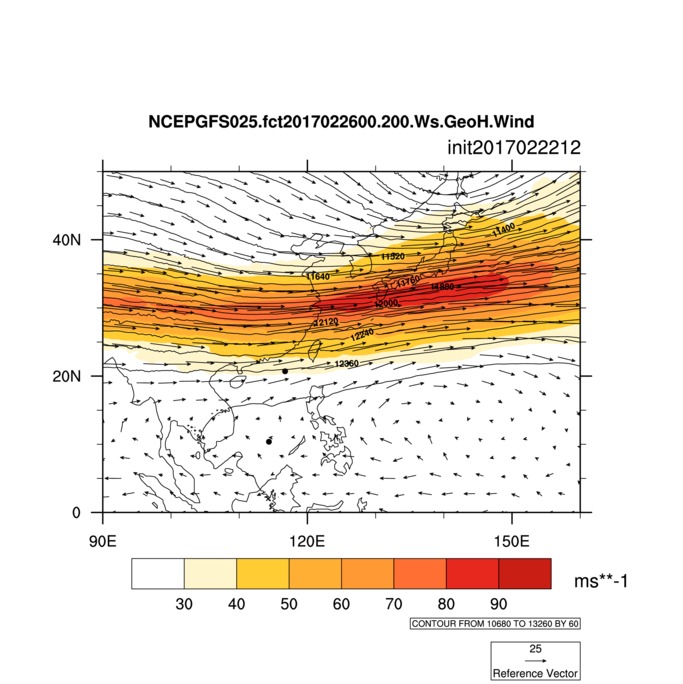 NCEPGFS025.fct2017022600.200.Ws.GeoH.Wind
init2017022212
40N
20N
0
11400
11520
11640
11760
11880
12000
12120
12240
12360
90E 120E 150E
30 40 50 60 70 80 90
ms**-1
CONTOUR FROM 10680 TO 13260 BY 60
25
Reference Vector